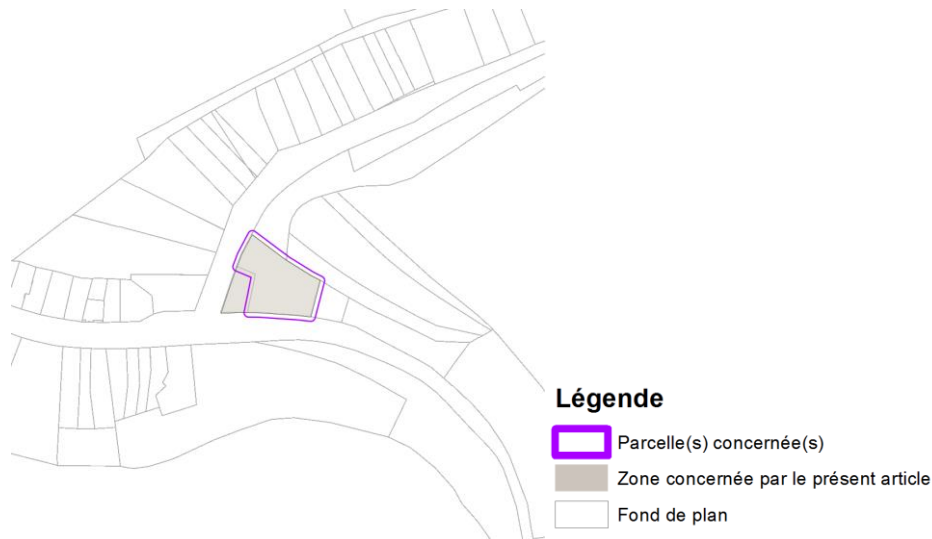 Légende
Parcelle(s) concernée(s)
Zone concernée par le présent article
Fond de plan